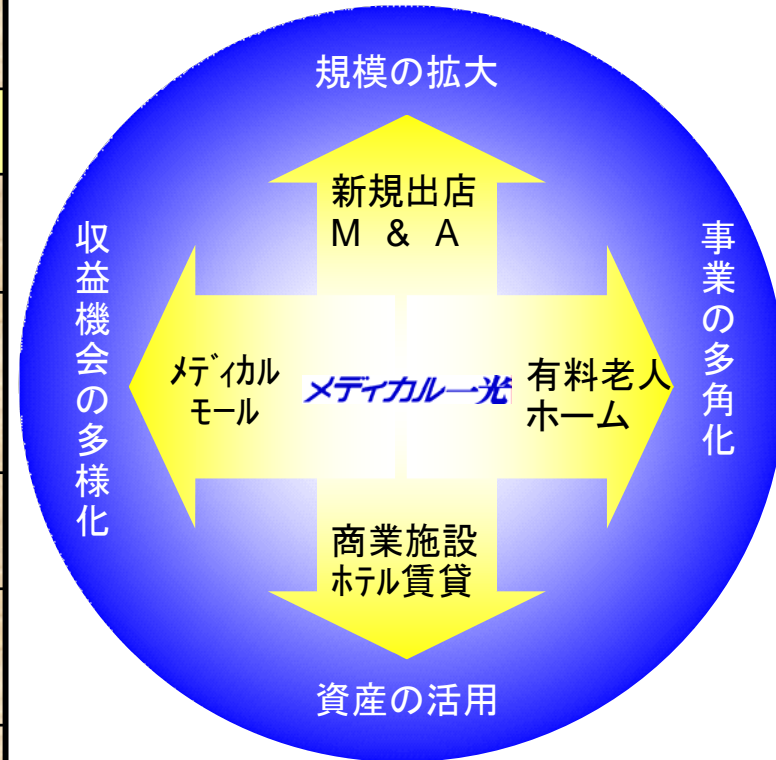 規模の拡大
新規出店
M & A
収益機会の多様化
メディカル
モール
メディカル一光
有料老人
ホーム
事業の多角化
商業施設
ホテル賃貸
資産の活用